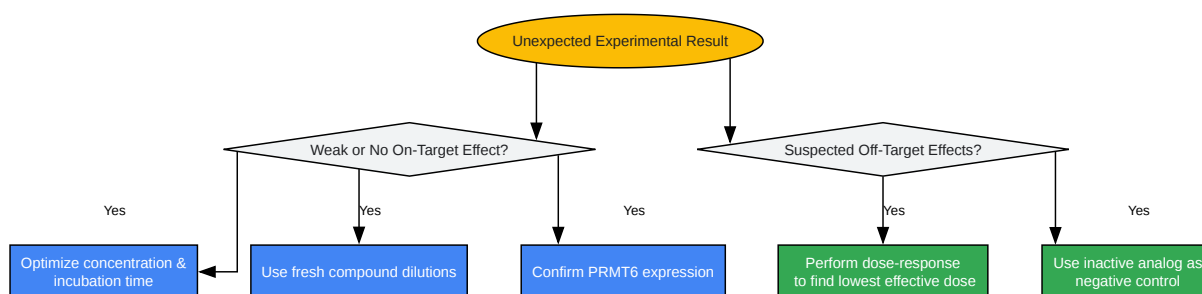 Unexpected Experimental Result
Weak or No On-Target Effect?
Suspected Off-Target Effects?
Yes
Yes
Yes
Yes
Yes
Optimize concentration &
incubation time
Use fresh compound dilutions
Confirm PRMT6 expression
Perform dose-response
to find lowest effective dose
Use inactive analog as
negative control